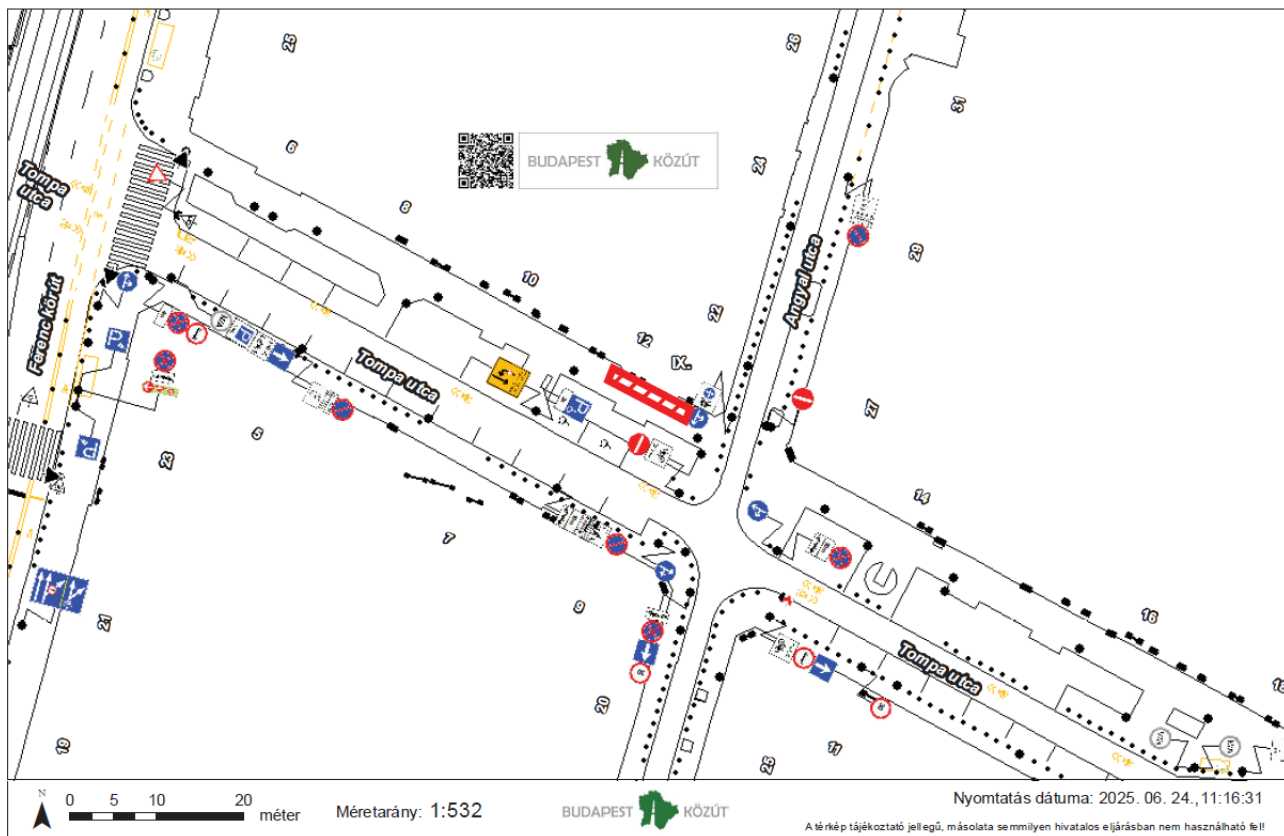 25
6
8
10
12
22
24
26
31
29
27
IX.
BUDAPEST KÖZÚT
Tompa
utca
Ferenc körút
Tompa utca
Angyal utca
14
16
18
5
7
9
23
21
19
20
25
11
Tompa utca
N
0 5 10 20
méter
Méretarány: 1:532
BUDAPEST KÖZÚT
Nyomtatás dátuma: 2025. 06. 24., 11:16:31
A térkép tájékoztató jellegű, másolata semmilyen hivatalos eljárásban nem használható fel!